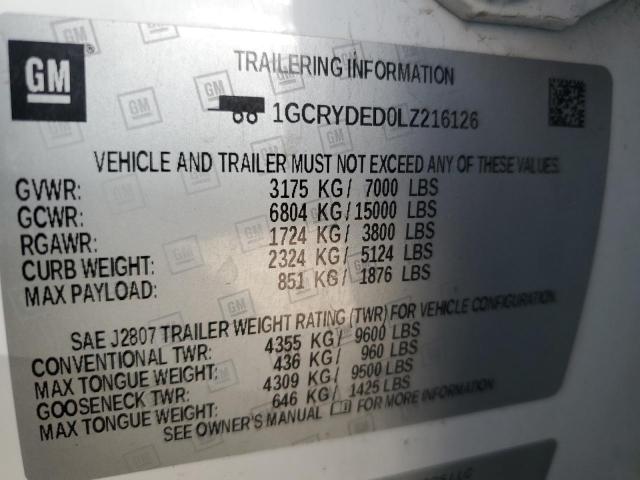 GM
TRAILERING INFORMATION
1GCRYDED0LZ216126
VEHICLE AND TRAILER MUST NOT EXCEED ANY OF THESE VALUES.
GVWR: 3175 KG/ 7000 LBS
GCWR: 6804 KG/15000 LBS
RGAWR: 1724 KG/ 3800 LBS
CURB WEIGHT: 2324 KG/ 5124 LBS
MAX PAYLOAD: 851 KG/ 1876 LBS
SAE J2807 TRAILER WEIGHT RATING (TWR) FOR VEHICLE CONFIGURATION.
CONVENTIONAL TWR: 4355 KG/ 9600 LBS
MAX TONGUE WEIGHT: 436 KG/ 960 LBS
GOOSENECK TWR: 4309 KG/ 9500 LBS
MAX TONGUE WEIGHT: 646 KG/ 1425 LBS
SEE OWNER'S MANUAL FOR MORE INFORMATION